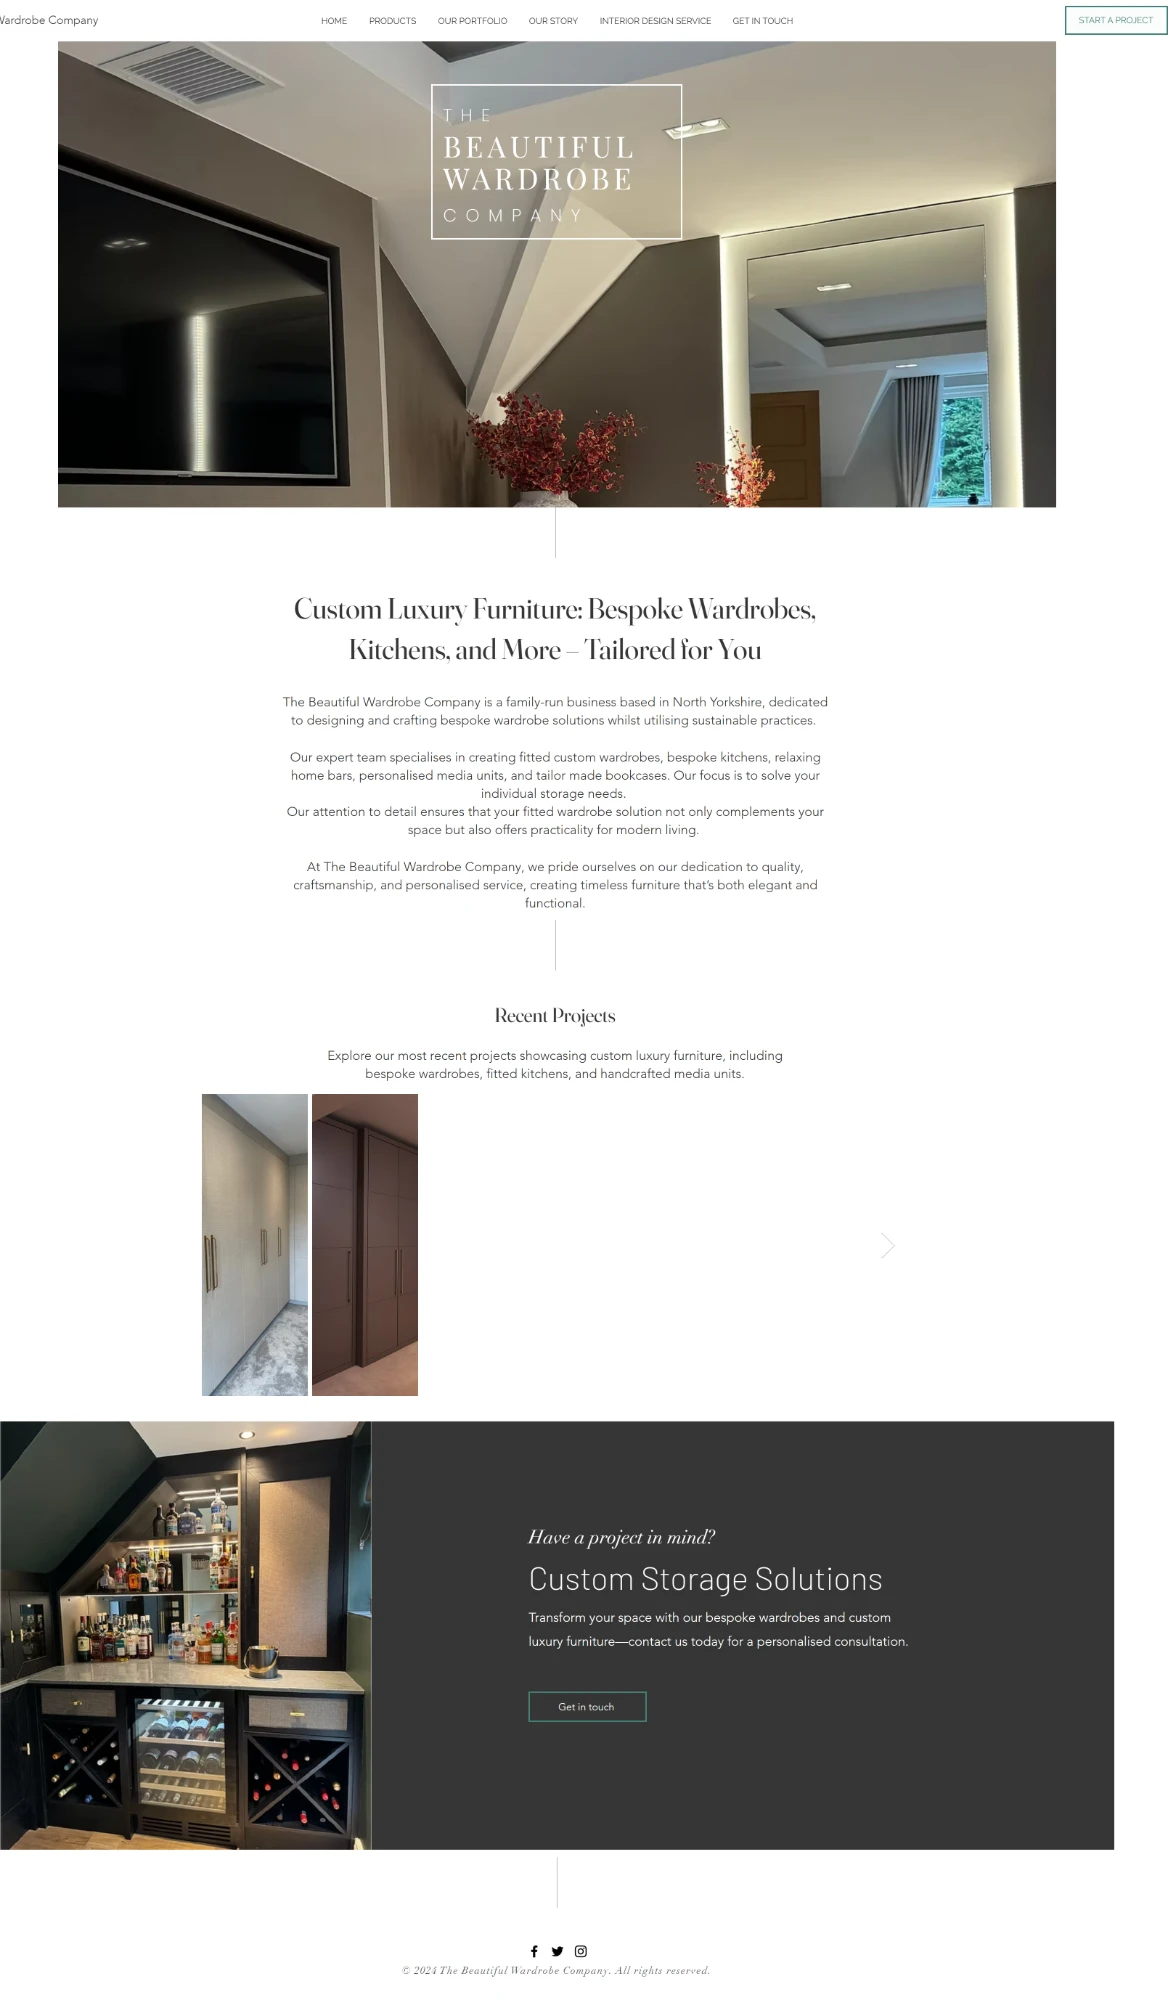 Wardrobe Company
HOME PRODUCTS OUR PORTFOLIO OUR STORY INTERIOR DESIGN SERVICE GET IN TOUCH
START A PROJECT
THE
BEAUTIFUL
WARDROBE
COMPANY
Custom Luxury Furniture: Bespoke Wardrobes,
Kitchens, and More – Tailored for You
The Beautiful Wardrobe Company is a family-run business based in North Yorkshire, dedicated
to designing and crafting bespoke wardrobe solutions whilst utilising sustainable practices.
Our expert team specialises in creating fitted custom wardrobes, bespoke kitchens, relaxing
home bars, personalised media units, and tailor made bookcases. Our focus is to solve your
individual storage needs.
Our attention to detail ensures that your fitted wardrobe solution not only complements your
space but also offers practicality for modern living.
At The Beautiful Wardrobe Company, we pride ourselves on our dedication to quality,
craftsmanship, and personalised service, creating timeless furniture that's both elegant and
functional.
Recent Projects
Explore our most recent projects showcasing custom luxury furniture, including
bespoke wardrobes, fitted kitchens, and handcrafted media units.
Have a project in mind?
Custom Storage Solutions
Transform your space with our bespoke wardrobes and custom
luxury furniture—contact us today for a personalised consultation.
Get in touch
© 2024 The Beautiful Wardrobe Company. All rights reserved.